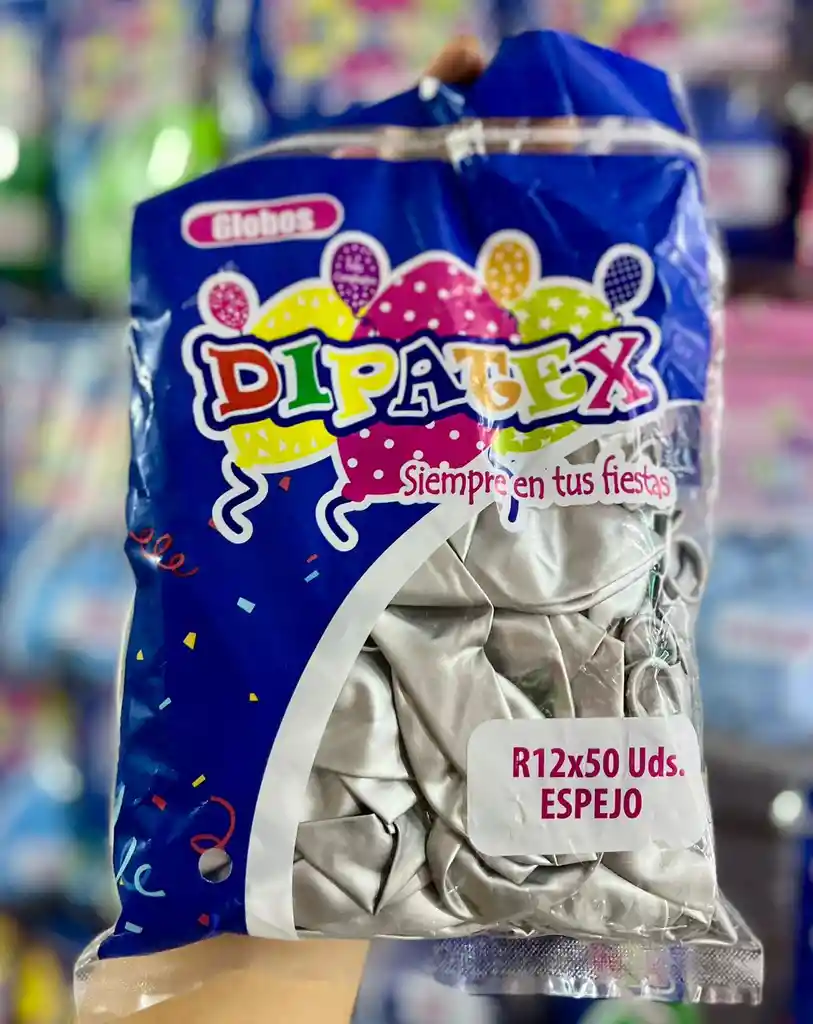 Globos
DIPATEX
Siempre en tus fiestas
R12x50 Uds.
ESPEJO